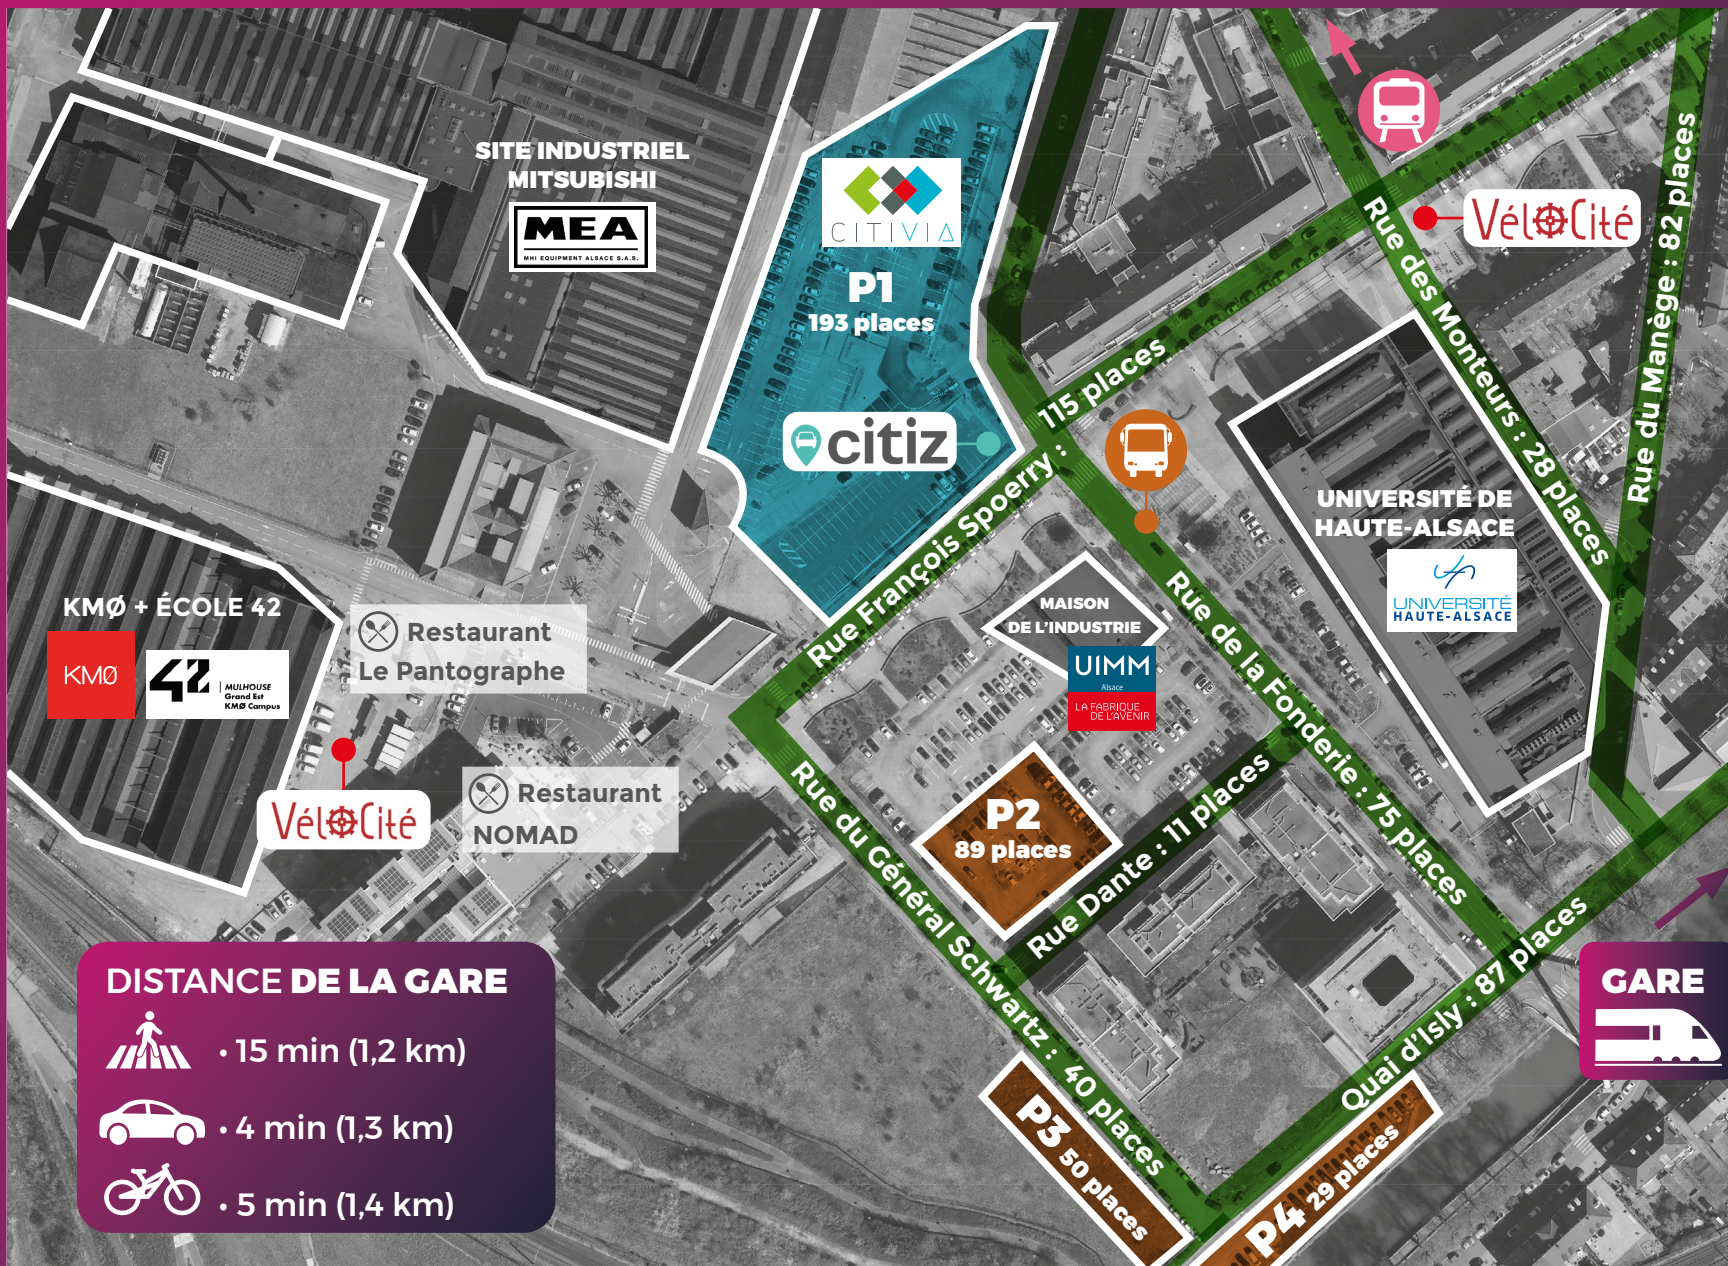 SITE INDUSTRIEL
MITSUBISHI
MEA
MHI EQUIPMENT ALSACE S.A.S.
CITIVIA
P1
193 places
citiz
VélOCité
Rue des Monteurs : 28 places
Rue du Manège : 82 places
Rue François Spoerry : 115 places
UNIVERSITÉ DE
HAUTE-ALSACE
UNIVERSITÉ
HAUTE-ALSACE
MAISON
DE L'INDUSTRIE
UIMM
Alsace
LA FABRIQUE
DE L'AVENIR
Rue de la Fonderie : 75 places
KMØ + ÉCOLE 42
KMØ
42
MULHOUSE
Grand Est
KMØ Campus
Restaurant
Le Pantographe
VélOCité
Restaurant
NOMAD
P2
89 places
Rue Dante : 11 places
Rue du Général Schwartz : 40 places
Quai d'Isly : 87 places
P3 50 places
P4 29 places
GARE
DISTANCE DE LA GARE
• 15 min (1,2 km)
• 4 min (1,3 km)
• 5 min (1,4 km)